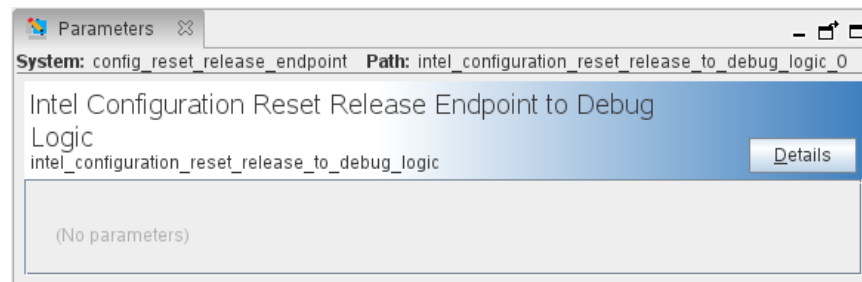 Parameters
System: config_reset_release_endpoint Path: intel_configuration_reset_release_to_debug_logic_0
Intel Configuration Reset Release Endpoint to Debug
Logic
intel_configuration_reset_release_to_debug_logic
Details
(No parameters)